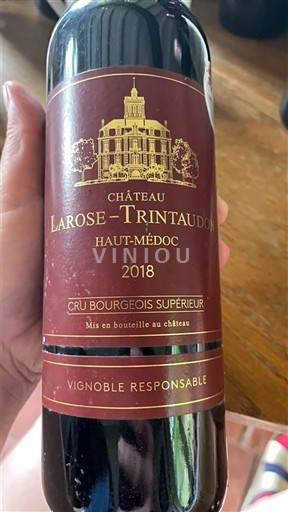 CHÂTEAU
LAROSE-TRINTAUDON
HAUT-MÉDOC
VINIOU
2018
CRU BOURGEOIS SUPÉRIEUR
Mis en bouteille au château
VIGNOBLE RESPONSABLE